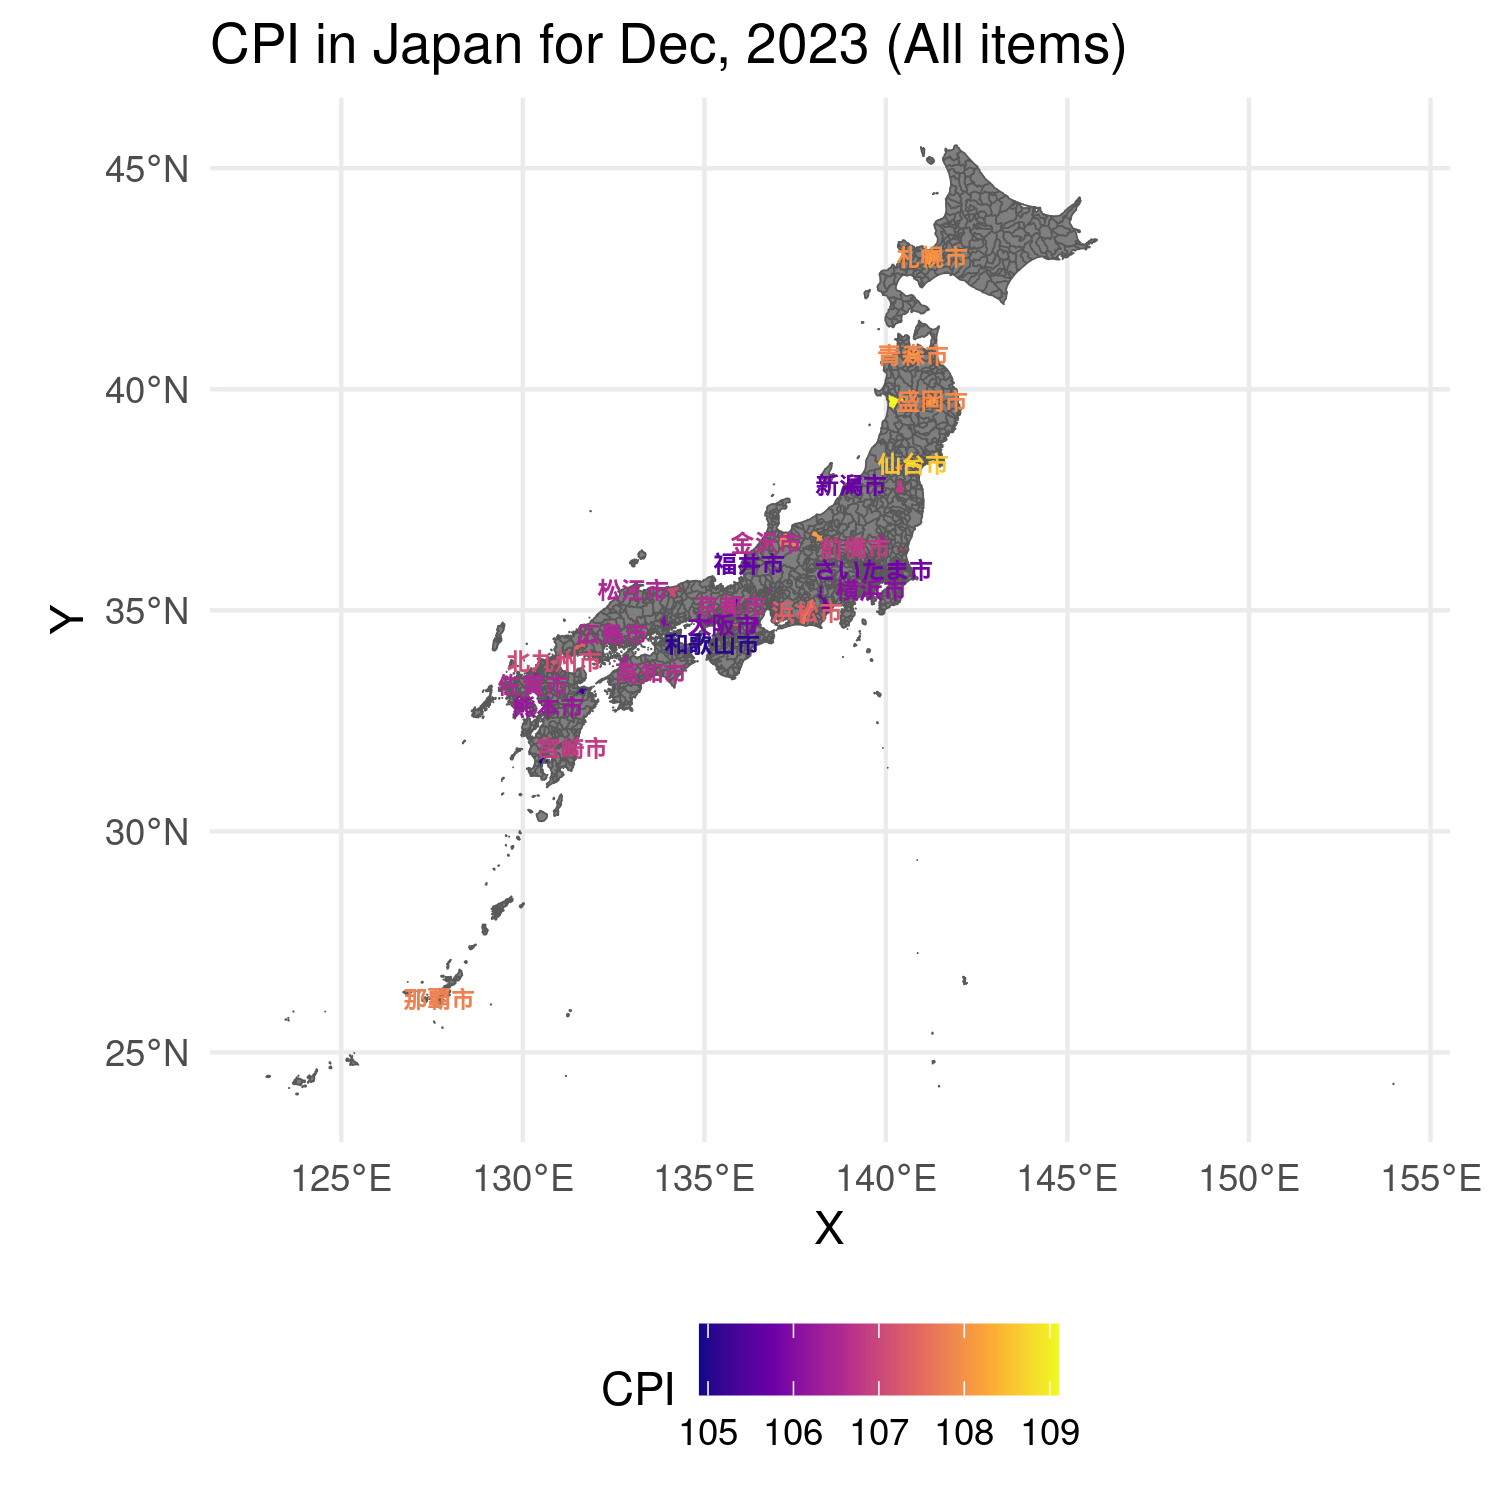 CPI in Japan for Dec, 2023 (All items)
45°N
40°N
35°N
30°N
25°N
Y
札幌市
青森市
盛岡市
仙台市
新潟市
金沢市
前橋市
福井市
さいたま市
松江市
横浜市
京都市
浜松市
大阪市
広島市
和歌山市
北九州市
高知市
佐賀市
熊本市
宮崎市
那覇市
125°E
130°E
135°E
140°E
145°E
150°E
155°E
X
CPI
105
106
107
108
109